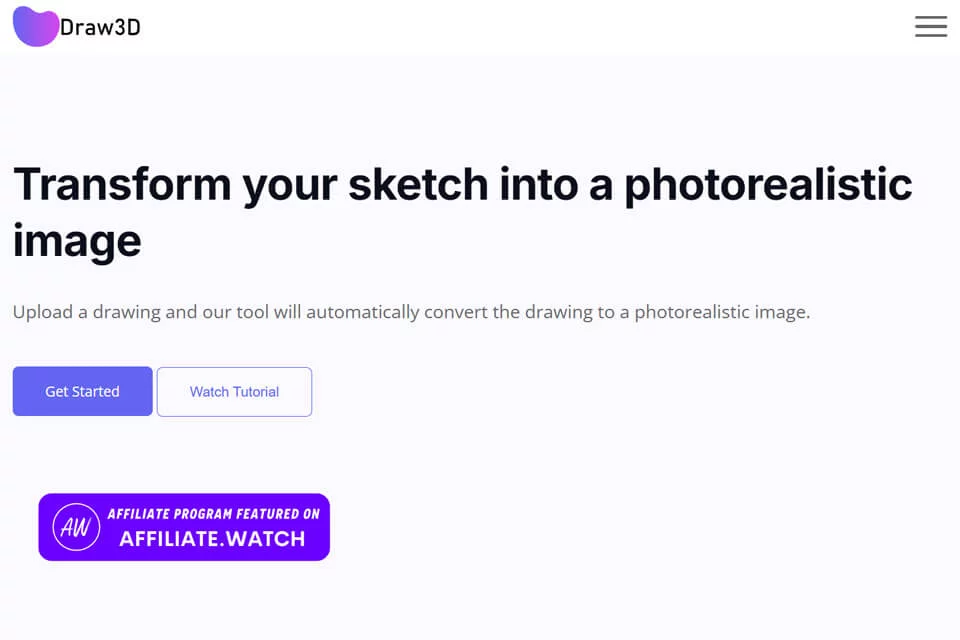 Draw3D
Transform your sketch into a photorealistic
image
Upload a drawing and our tool will automatically convert the drawing to a photorealistic image.
Get Started
Watch Tutorial
AW
AFFILIATE PROGRAM FEATURED ON
AFFILIATE.WATCH